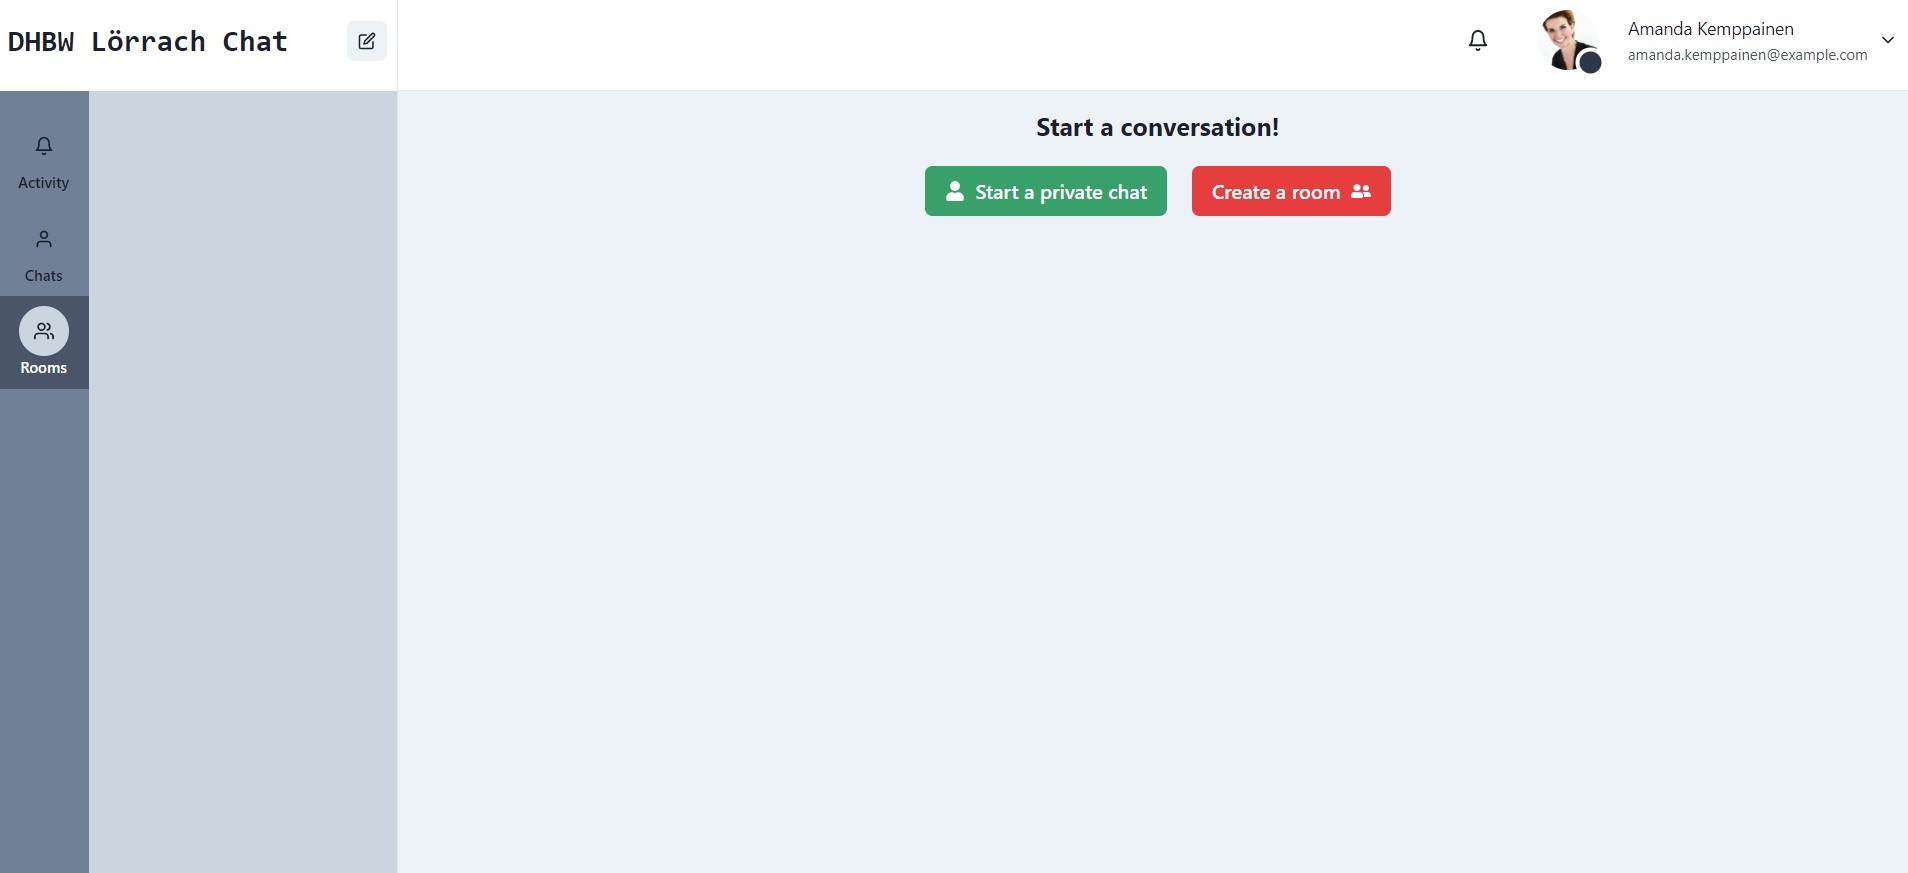 DHBW Lörrach Chat
Amanda Kemppainen
amanda.kemppainen@example.com
Activity
Chats
Rooms
Start a conversation!
Start a private chat
Create a room